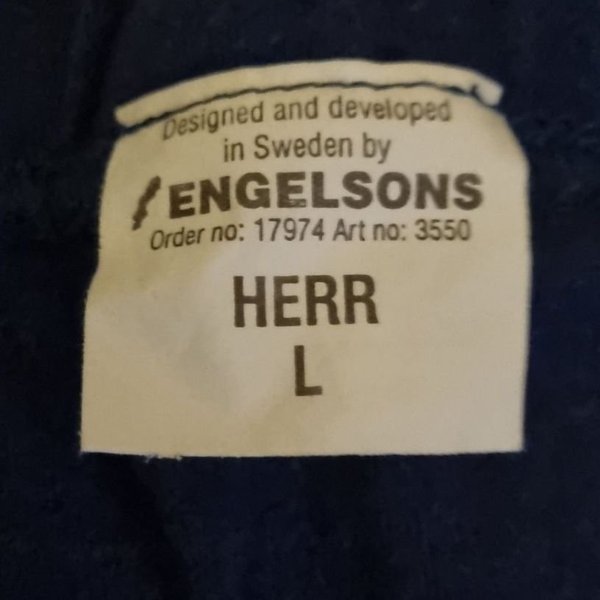 Designed and developed
in Sweden by
ENGELSONS
Order no: 17974 Art no: 3550
HERR
L